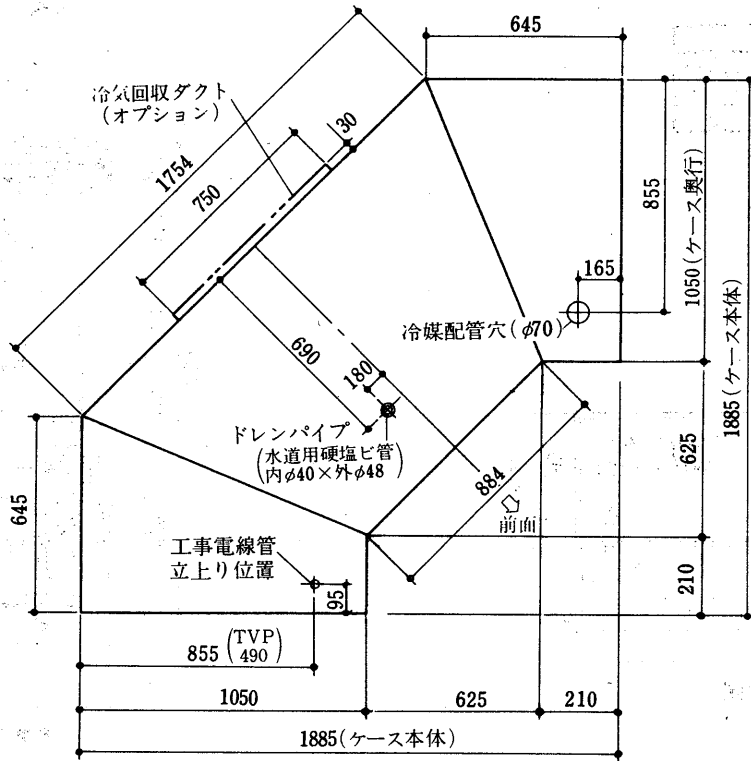 645
冷気回収ダクト
(オプション)
30
1754
750
855
1050(ケース奥行)
165
冷媒配管穴(φ70)
1885(ケース本体)
690
180
ドレンパイプ
(水道用硬塩ビ管)
内φ40×外φ48
884
前面
625
645
工事電線管
立上り位置
95
210
855 (TVP 490)
1050
625
210
1885(ケース本体)